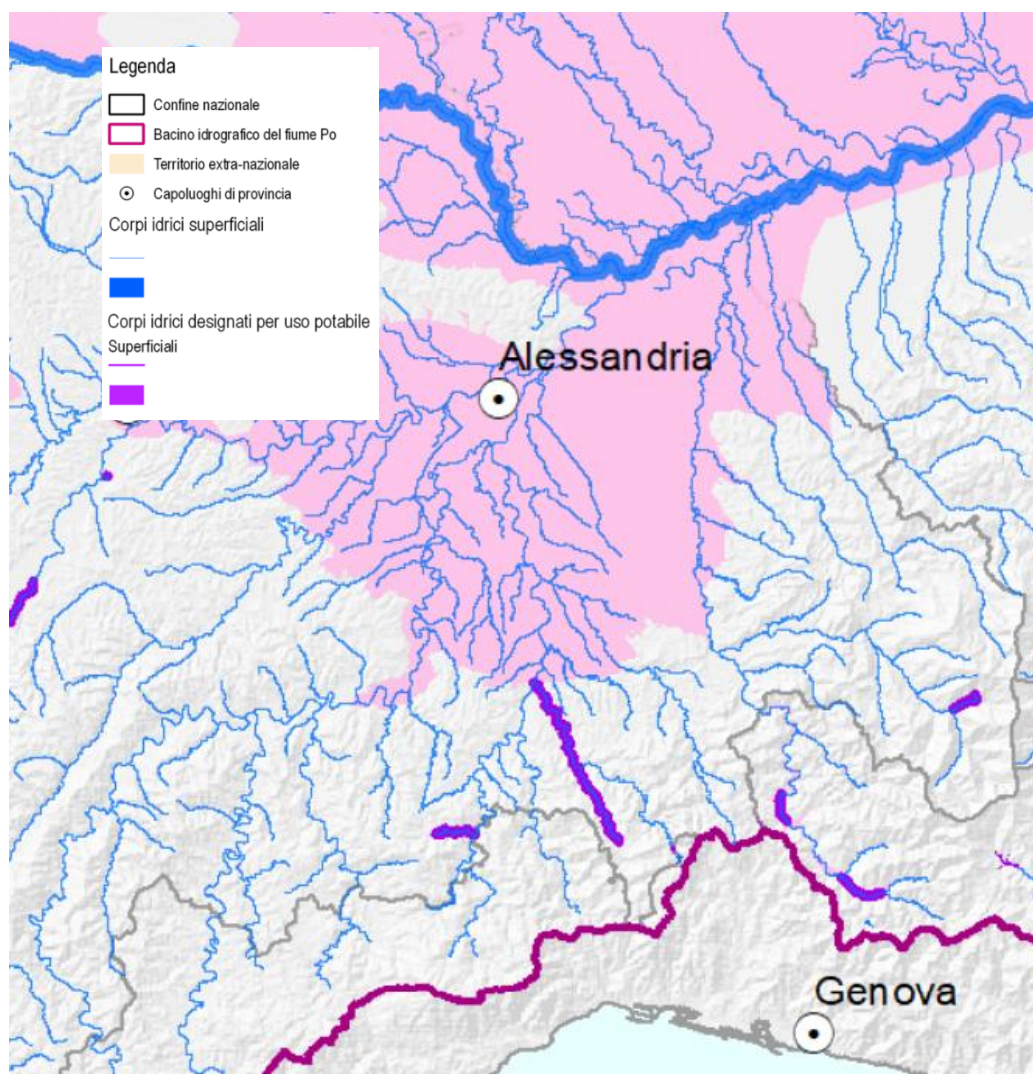 Legenda
Confine nazionale
Bacino idrografico del fiume Po
Territorio extra-nazionale
Capoluoghi di provincia
Corpi idrici superficiali
Corpi idrici designati per uso potabile
Superficiali
Alessandria
Genova